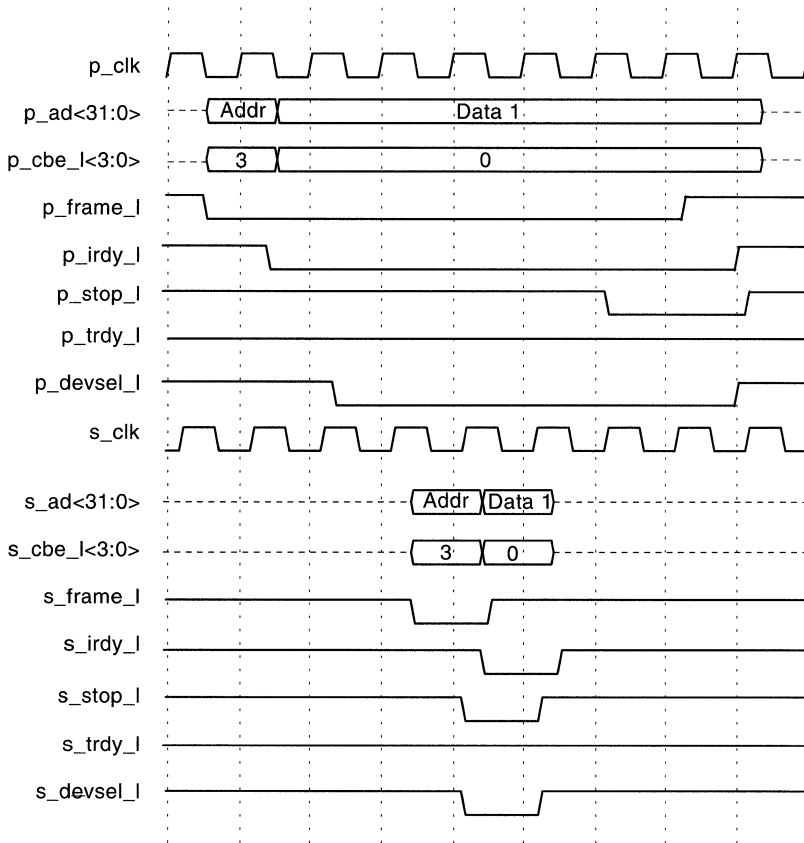 p_clk
p_ad<31:0> Addr Data 1
p_cbe_l<3:0> 3 0
p_frame_l
p_irdy_l
p_stop_l
p_trdy_l
p_devsel_l
s_clk
s_ad<31:0> Addr Data 1
s_cbe_l<3:0> 3 0
s_frame_l
s_irdy_l
s_stop_l
s_trdy_l
s_devsel_l